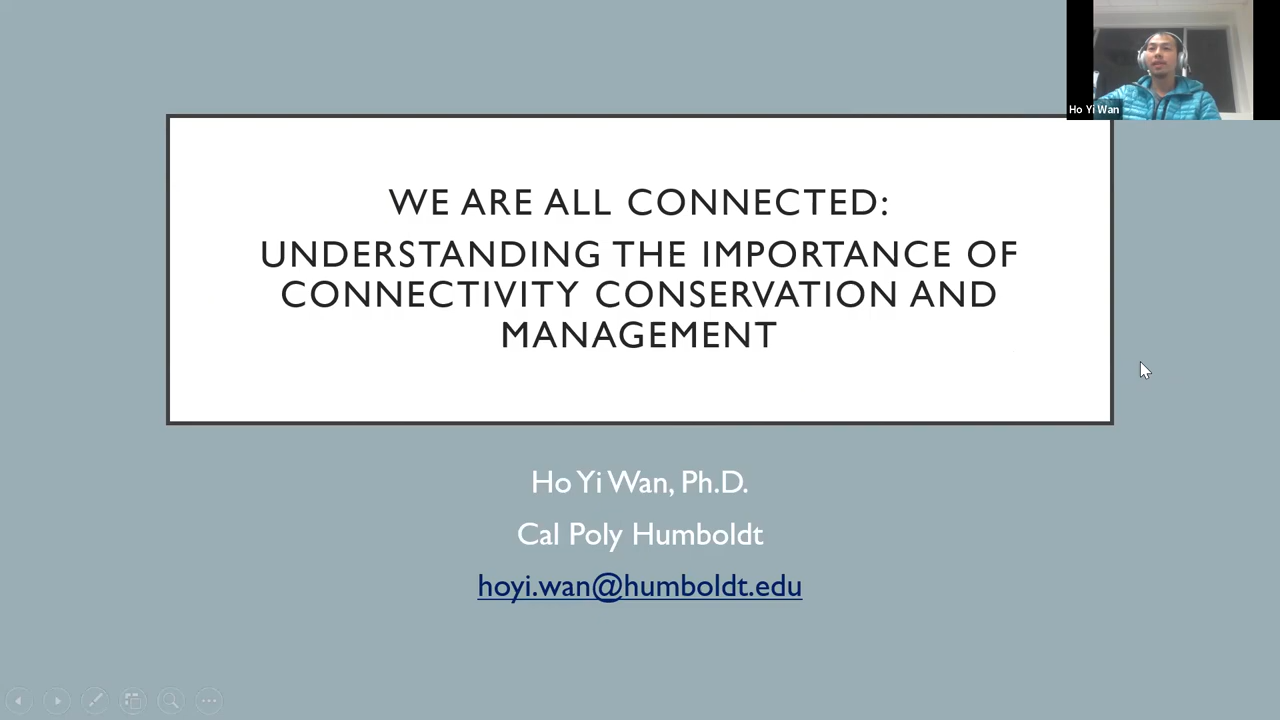 Ho Yi Wan
WE ARE ALL CONNECTED:
UNDERSTANDING THE IMPORTANCE OF
CONNECTIVITY CONSERVATION AND
MANAGEMENT
Ho Yi Wan, Ph.D.
Cal Poly Humboldt
hoyi.wan@humboldt.edu